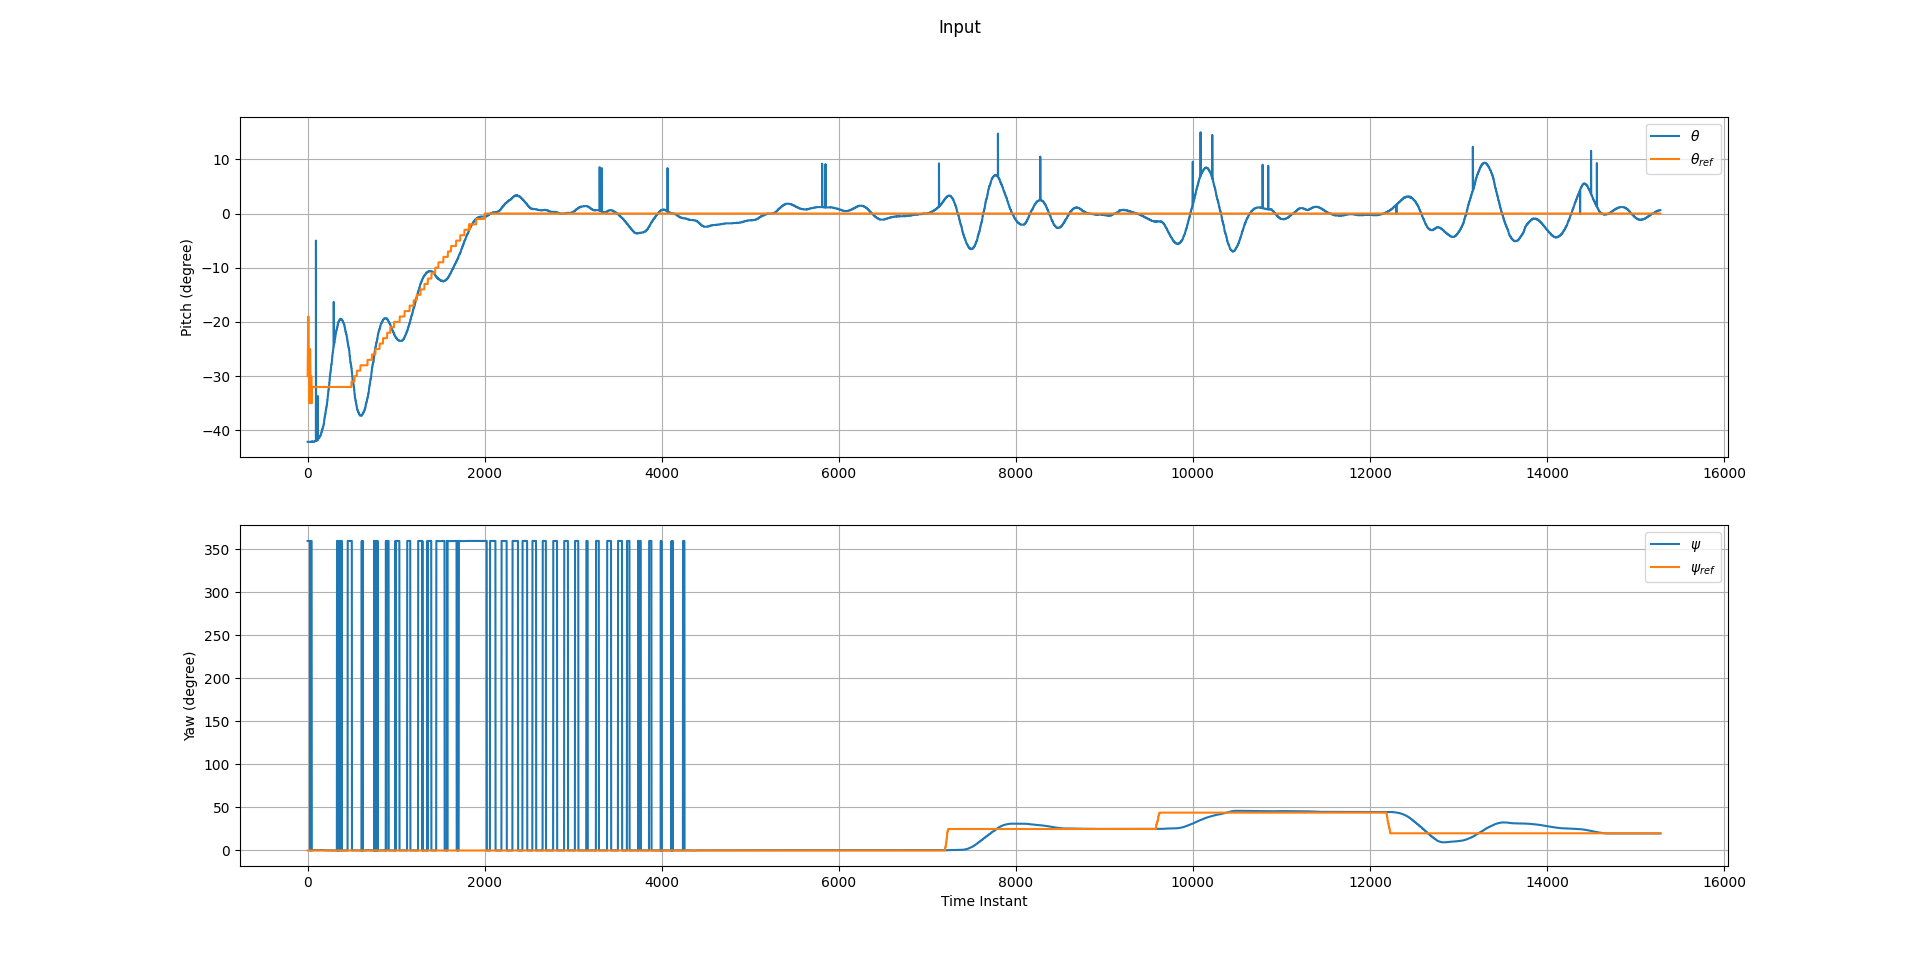 Input
Pitch (degree)
10
0
−10
−20
−30
−40
0 2000 4000 6000 8000 10000 12000 14000 16000
θ
θref
Yaw (degree)
350
300
250
200
150
100
50
0
0 2000 4000 6000 8000 10000 12000 14000 16000
Time Instant
ψ
ψref